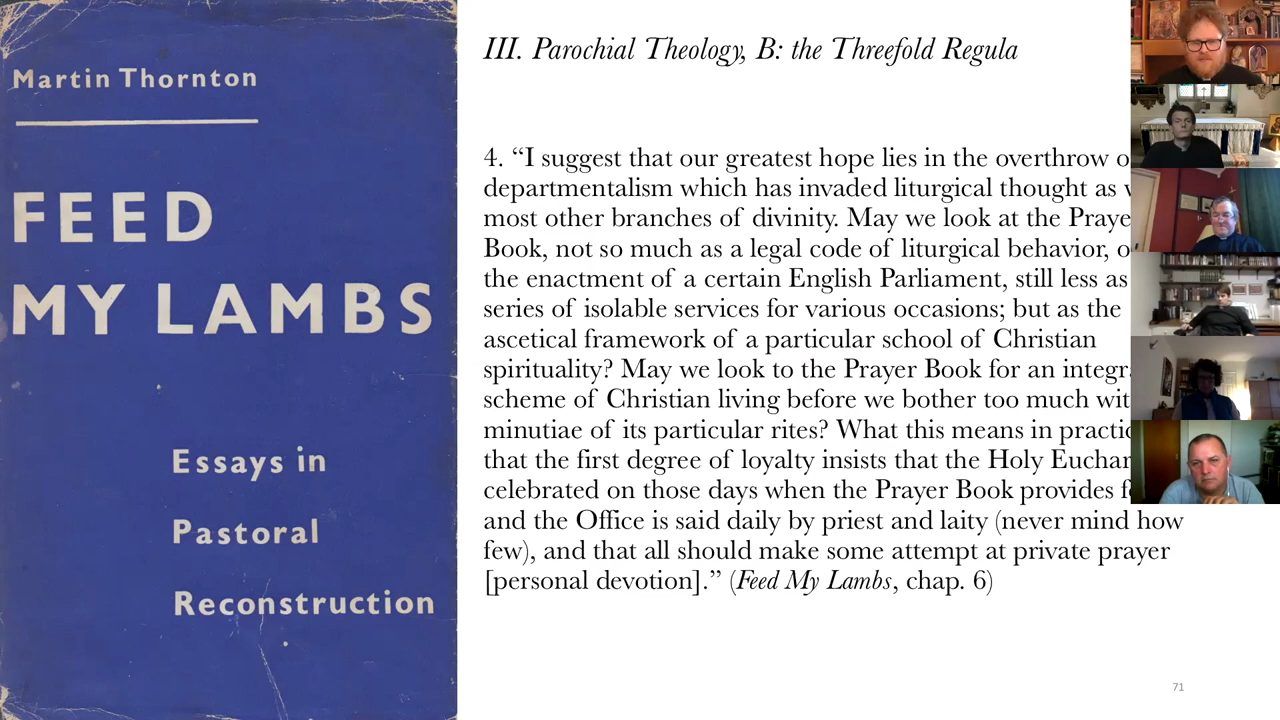 Martin Thornton
FEED
MY LAMBS
Essays in
Pastoral
Reconstruction
III. Parochial Theology, B: the Threefold Regula
4. “I suggest that our greatest hope lies in the overthrow
departmentalism which has invaded liturgical thought as
most other branches of divinity. May we look at the
Book, not so much as a legal code of liturgical behavior,
the enactment of a certain English Parliament, still less as
series of isolable services for various occasions; but as the
ascetical framework of a particular school of Christian
spirituality? May we look to the Prayer Book for an
scheme of Christian living before we bother too much
minutiae of its particular rites? What this means in
that the first degree of loyalty insists that the Holy
celebrated on those days when the Prayer Book provides
and the Office is said daily by priest and laity (never mind how
few), and that all should make some attempt at private prayer
[personal devotion].” (Feed My Lambs, chap. 6)
71